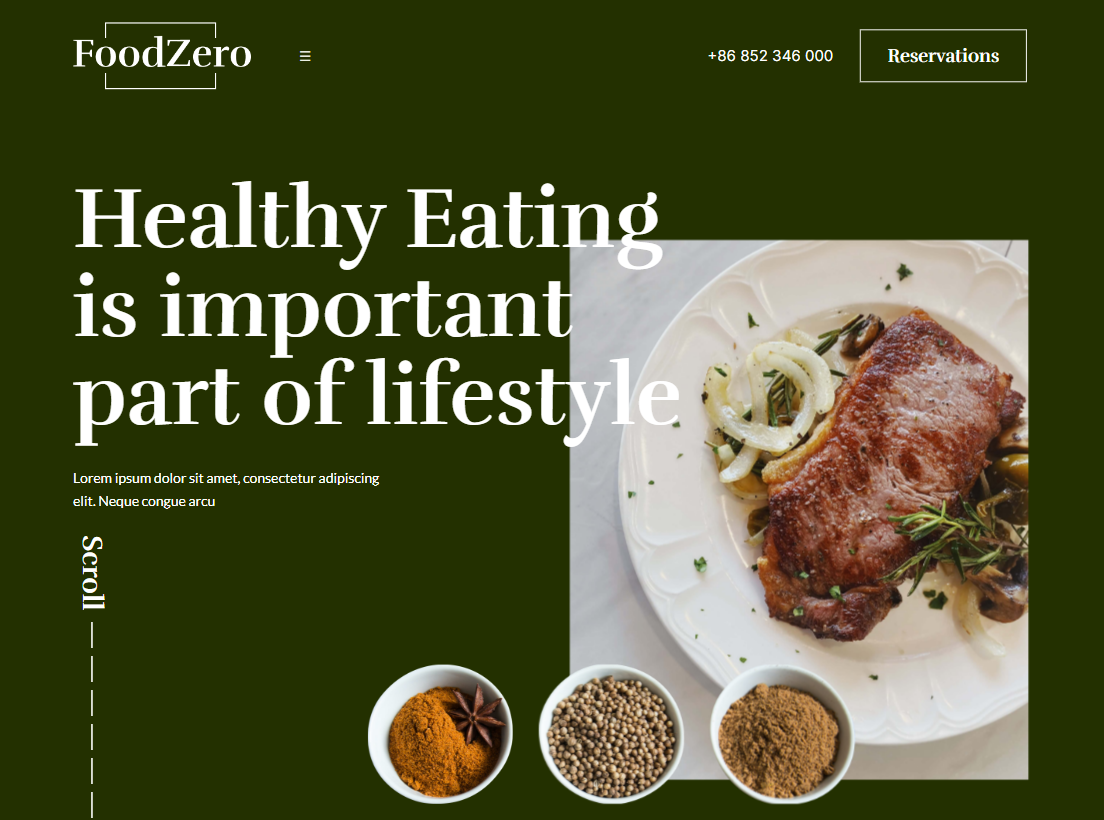 FoodZero
+86 852 346 000
Reservations
Healthy Eating
is important
part of lifestyle
Lorem ipsum dolor sit amet, consectetur adipiscing
elit. Neque congue arcu
Scroll